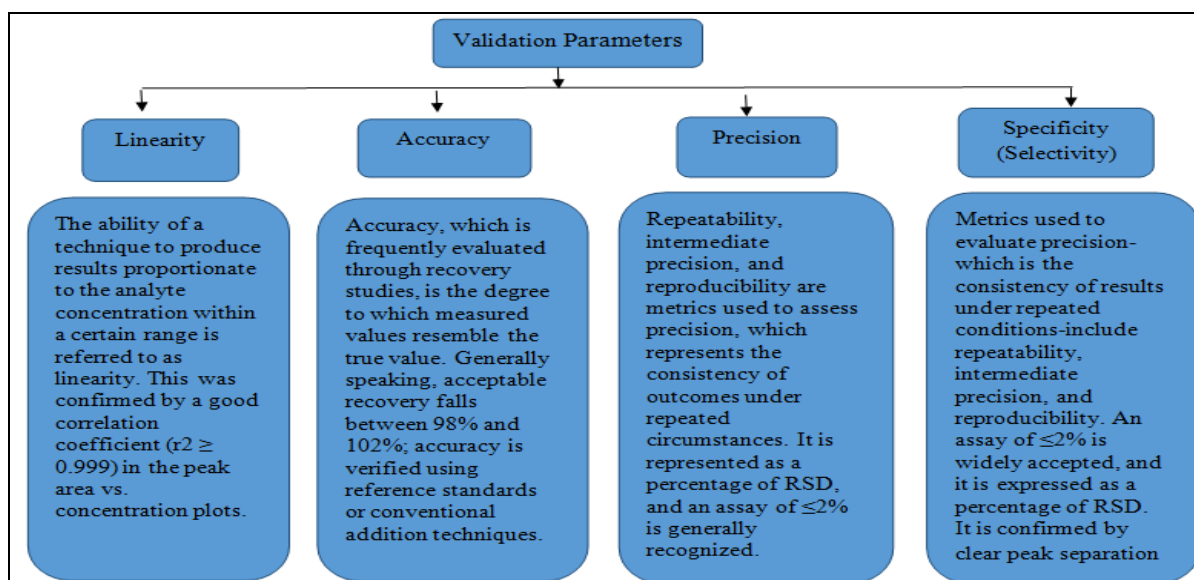 Validation Parameters
Linearity
Accuracy
Precision
Specificity
(Selectivity)
The ability of a
technique to produce
results proportionate
to the analyte
concentration within
a certain range is
referred to as
linearity. This was
confirmed by a good
correlation
coefficient (r2 ≥
0.999) in the peak
area vs.
concentration plots.
Accuracy, which is
frequently evaluated
through recovery
studies, is the degree
to which measured
values resemble the
true value. Generally
speaking, acceptable
recovery falls
between 98% and
102%; accuracy is
verified using
reference standards
or conventional
addition techniques.
Repeatability,
intermediate
precision, and
reproducibility are
metrics used to assess
precision, which
represents the
consistency of
outcomes under
repeated
circumstances. It is
represented as a
percentage of RSD,
and an assay of ≤2%
is generally
recognized.
Metrics used to
evaluate precision-
which is the
consistency of results
under repeated
conditions-include
repeatability,
intermediate
precision, and
reproducibility. An
assay of ≤2% is
widely accepted, and
it is expressed as a
percentage of RSD.
It is confirmed by
clear peak separation